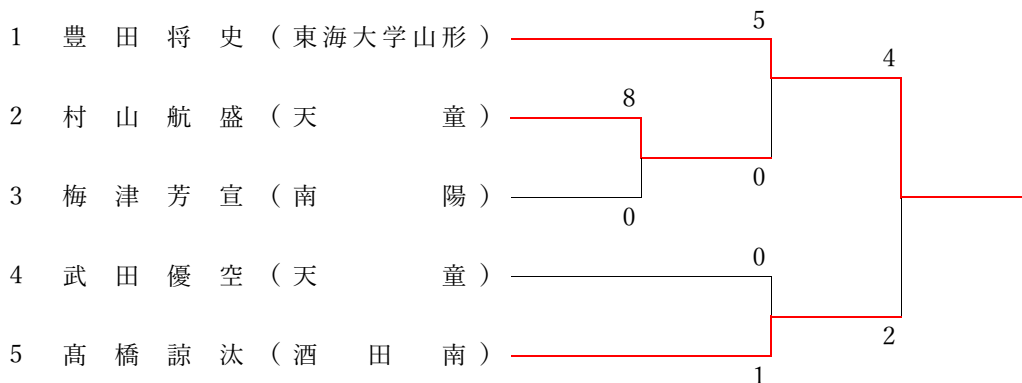 5
1 豊田将史(東海大学山形)
4
8
2 村山航盛(天童)
0
3 梅津芳宣(南陽)
0
0
4 武田優空(天童)
2
5 髙橋諒汰(酒田南)
1